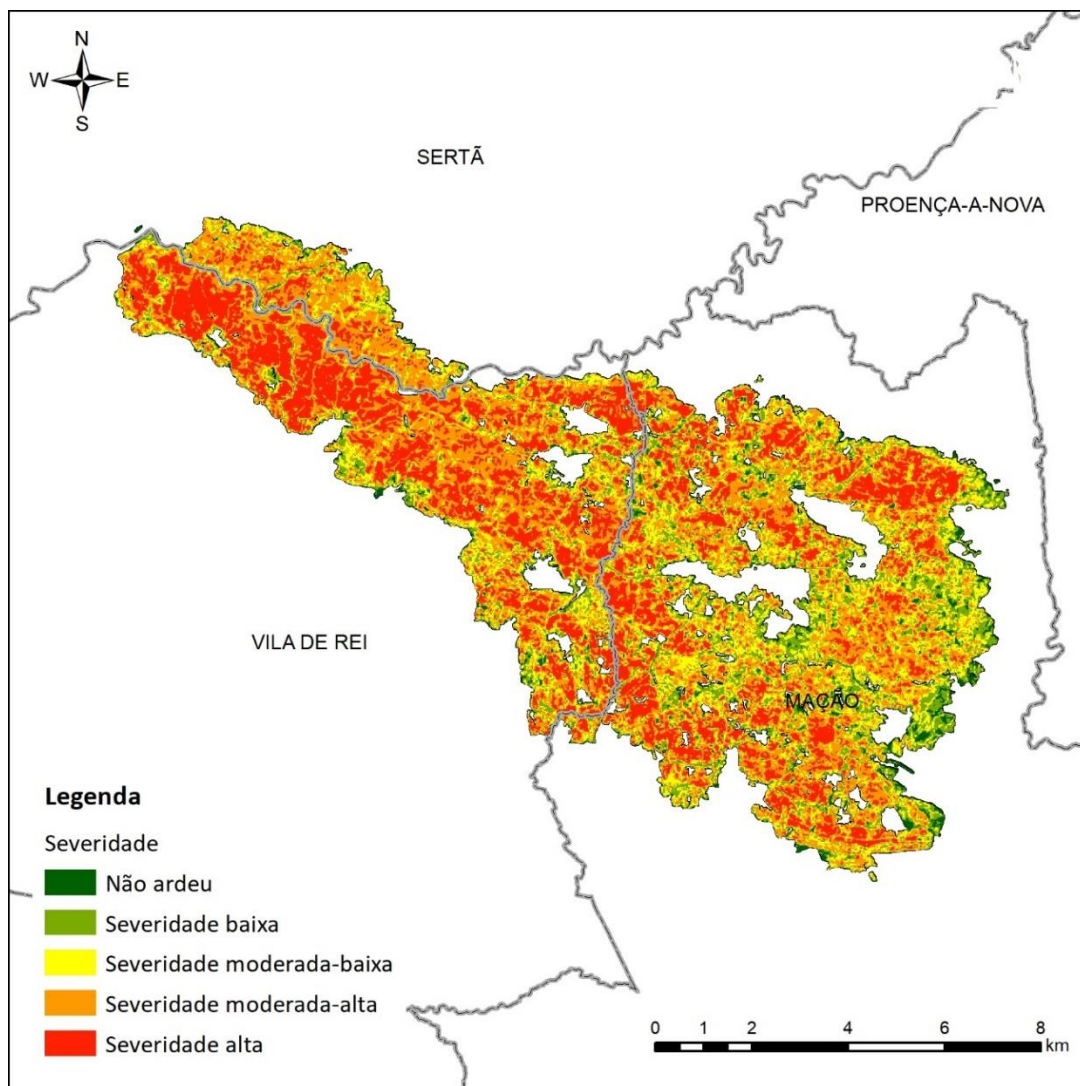 N
W E
S
SERTÃ
PROENÇA-A-NOVA
VILA DE REI
MAÇÃO
Legenda
Severidade
Não ardeu
Severidade baixa
Severidade moderada-baixa
Severidade moderada-alta
Severidade alta
0 1 2 4 6 8
km